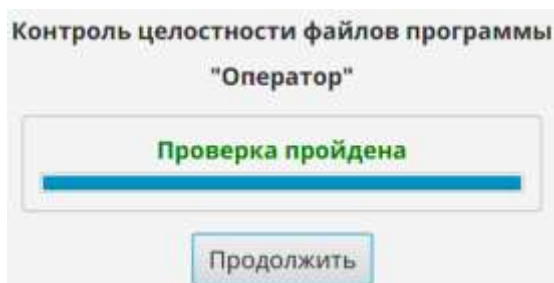 Контроль целостности файлов программы
"Оператор"
Проверка пройдена
Продолжить